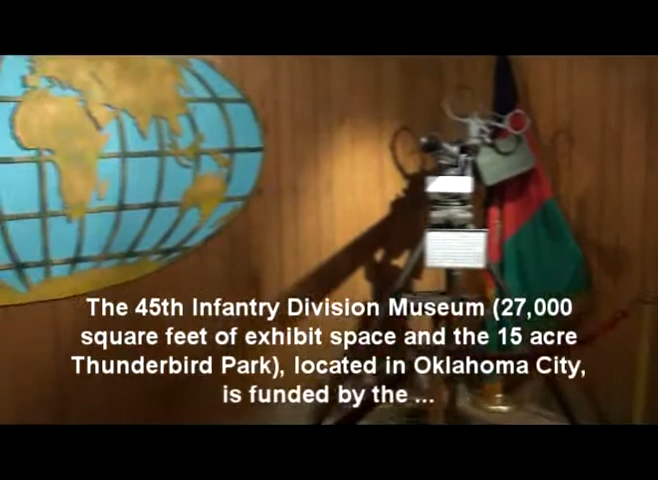 The 45th Infantry Division Museum (27,000
square feet of exhibit space and the 15 acre
Thunderbird Park), located in Oklahoma City,
is funded by the ...